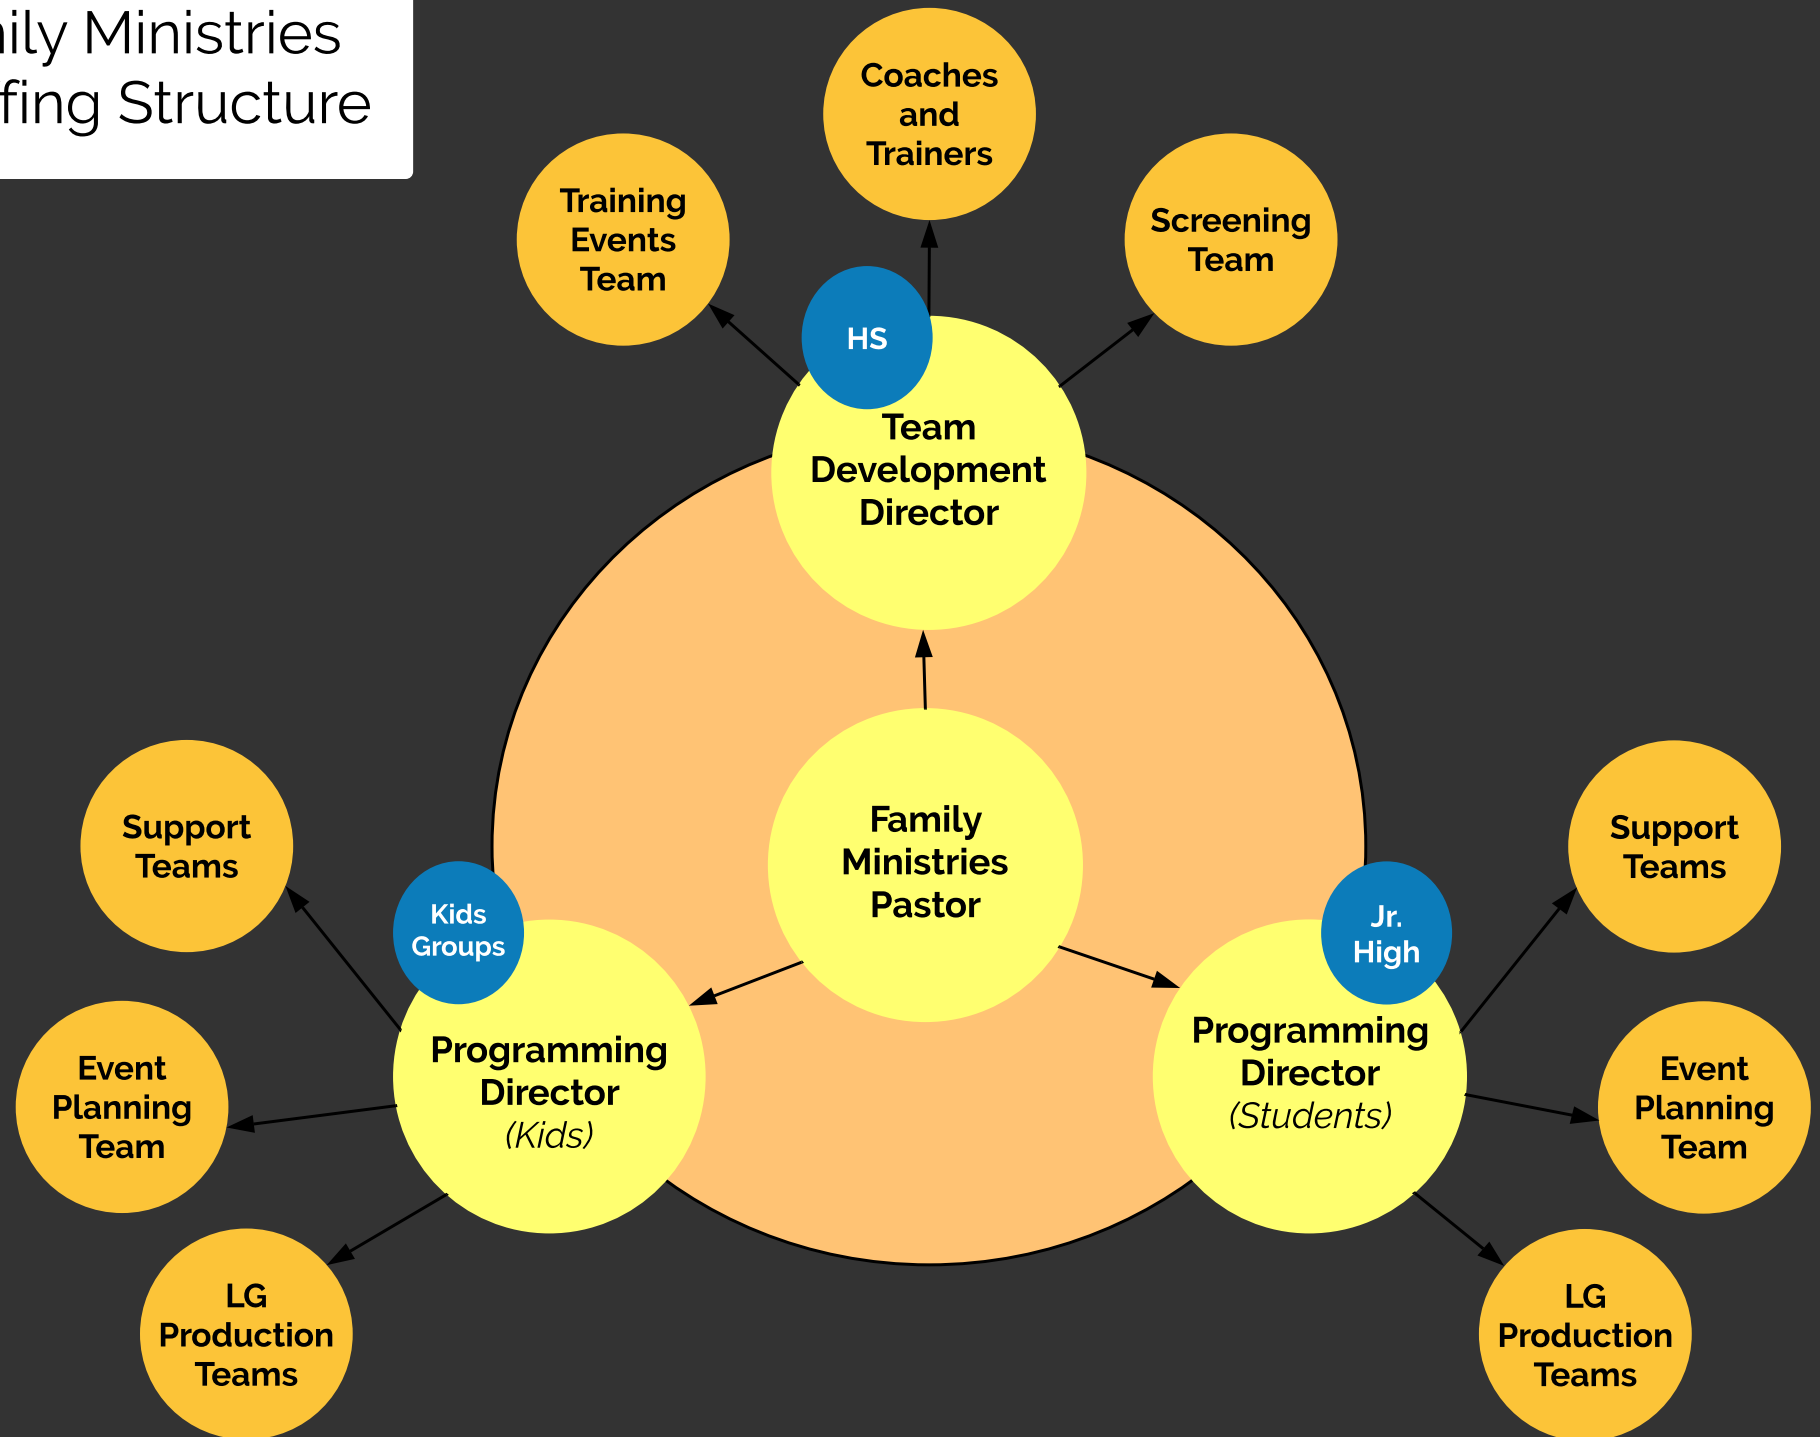 ily Ministries
fing Structure
Coaches
and
Trainers
Training
Events
Team
Screening
Team
HS
Team
Development
Director
Family
Ministries
Pastor
Support
Teams
Kids
Groups
Programming
Director
(Kids)
Event
Planning
Team
LG
Production
Teams
Jr.
High
Programming
Director
(Students)
Support
Teams
Event
Planning
Team
LG
Production
Teams